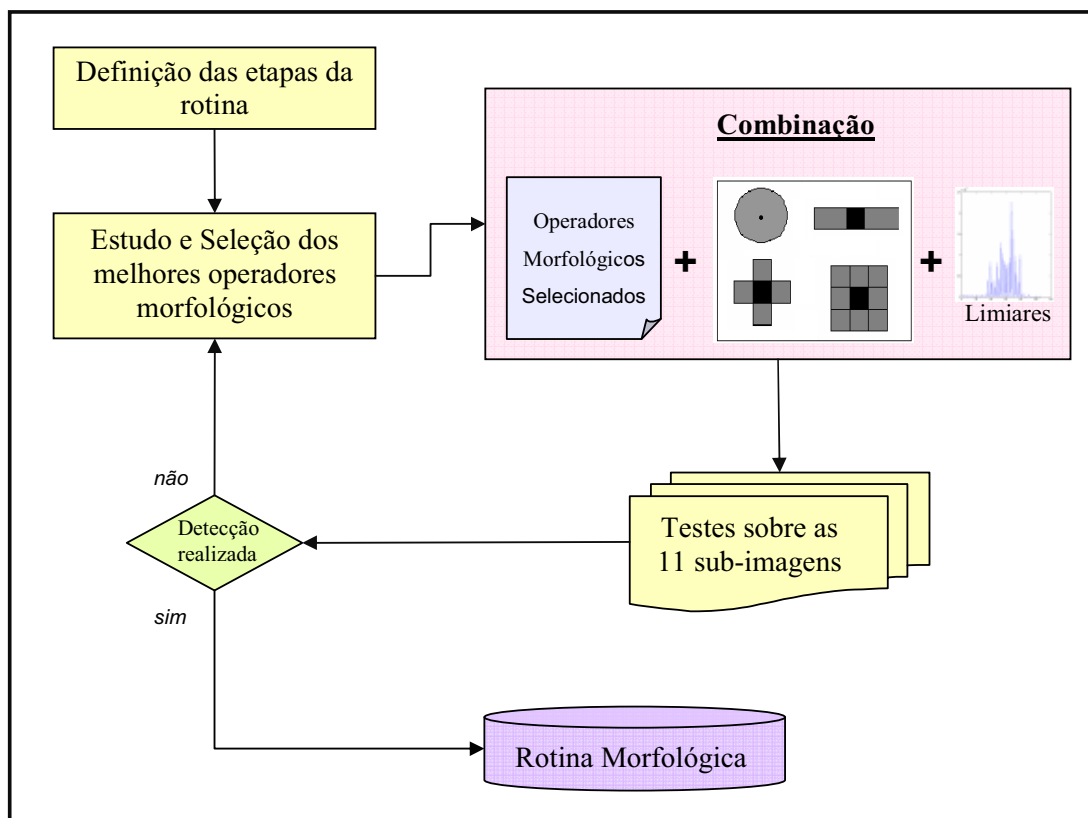 Definição das etapas da
rotina
Combinação
Estudo e Seleção dos
melhores operadores
morfológicos
Operadores
Morfológicos
Selecionados
+
+
Limiares
não
Detecção
realizada
sim
Testes sobre as
11 sub-imagens
Rotina Morfológica